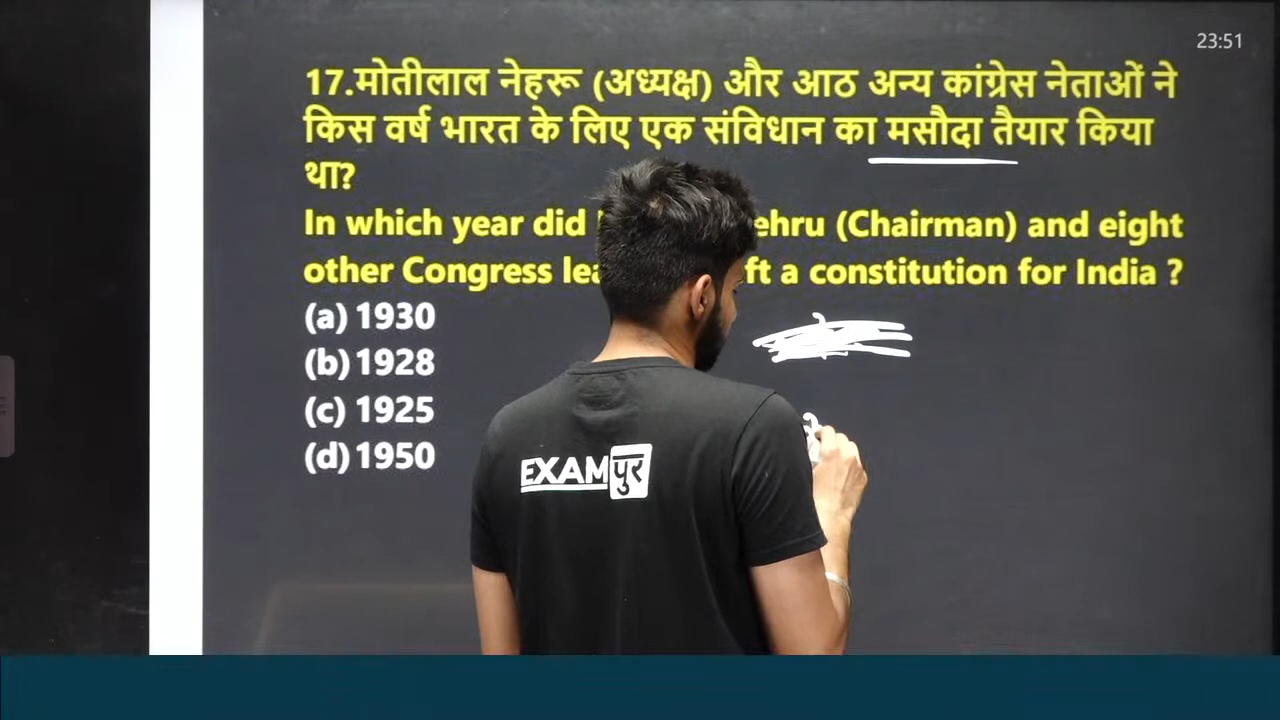 23:51
17.मोतीलाल नेहरू (अध्यक्ष) और आठ अन्य कांग्रेस नेताओं ने
किस वर्ष भारत के लिए एक संविधान का मसौदा तैयार किया
था?
In which year did ehru (Chairman) and eight
other Congress lea ft a constitution for India ?
(a) 1930
(b) 1928
(c) 1925
(d) 1950
EXAMपुर